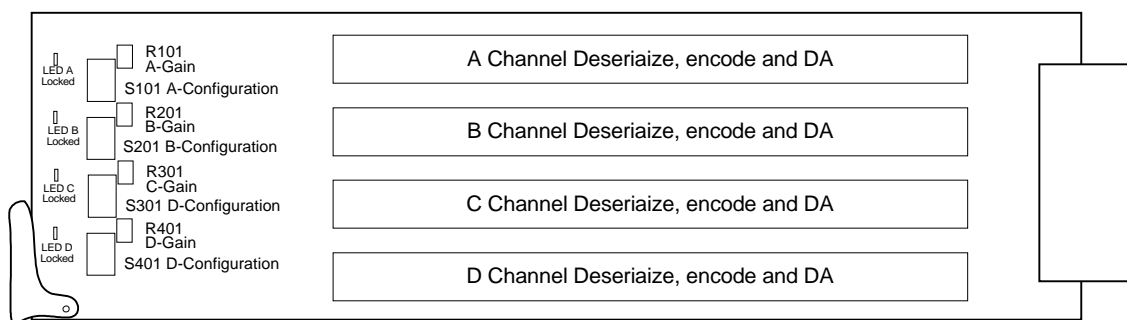 LED A
Locked
R101
A-Gain
S101 A-Configuration
A Channel Deseriaize, encode and DA
LED B
Locked
R201
B-Gain
S201 B-Configuration
B Channel Deseriaize, encode and DA
LED C
Locked
R301
C-Gain
S301 D-Configuration
C Channel Deseriaize, encode and DA
LED D
Locked
R401
D-Gain
S401 D-Configuration
D Channel Deseriaize, encode and DA